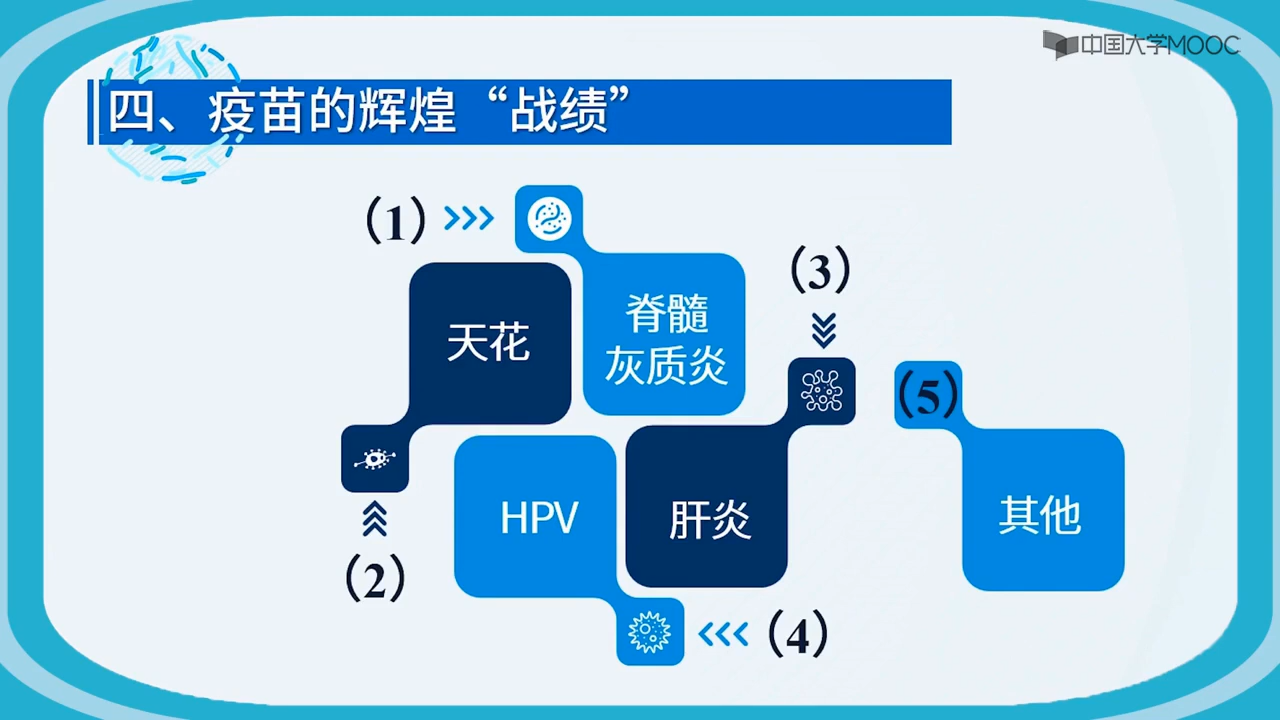 中国大学MOOC
四、疫苗的辉煌“战绩”
（1）
脊髓
灰质炎
天花
（2）
（3）
肝炎
HPV
（4）
（5）
其他